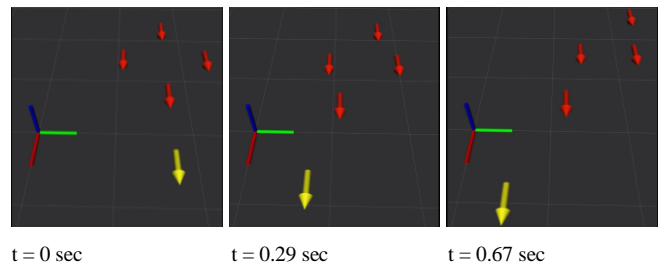 t = 0 sec
t = 0.29 sec
t = 0.67 sec